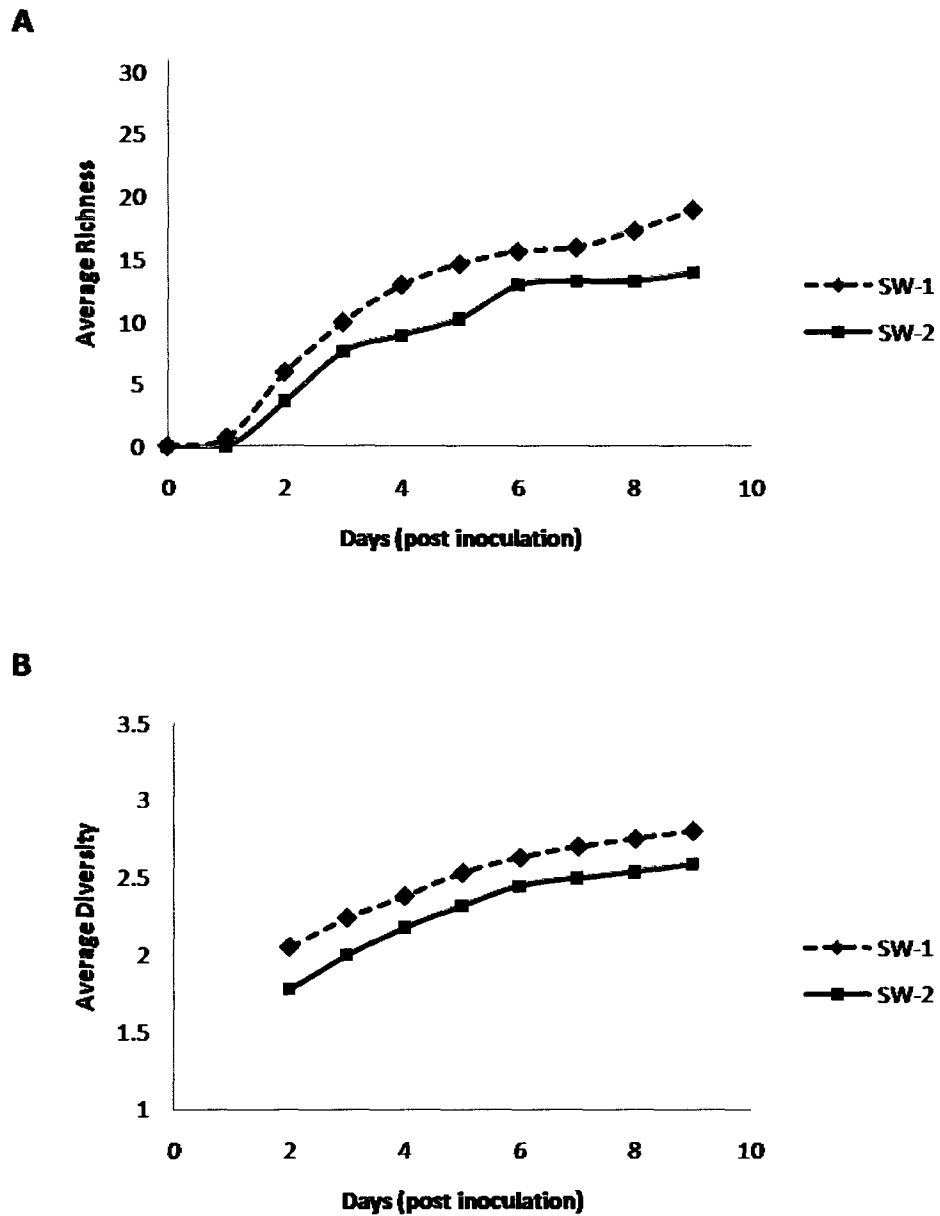 A
30
25
20
15
10
5
0
Average Richness
0 2 4 6 8 10
Days (post inoculation)
SW-1
SW-2
B
3.5
3
2.5
2
1.5
1
Average Diversity
0 2 4 6 8 10
Days (post inoculation)
SW-1
SW-2